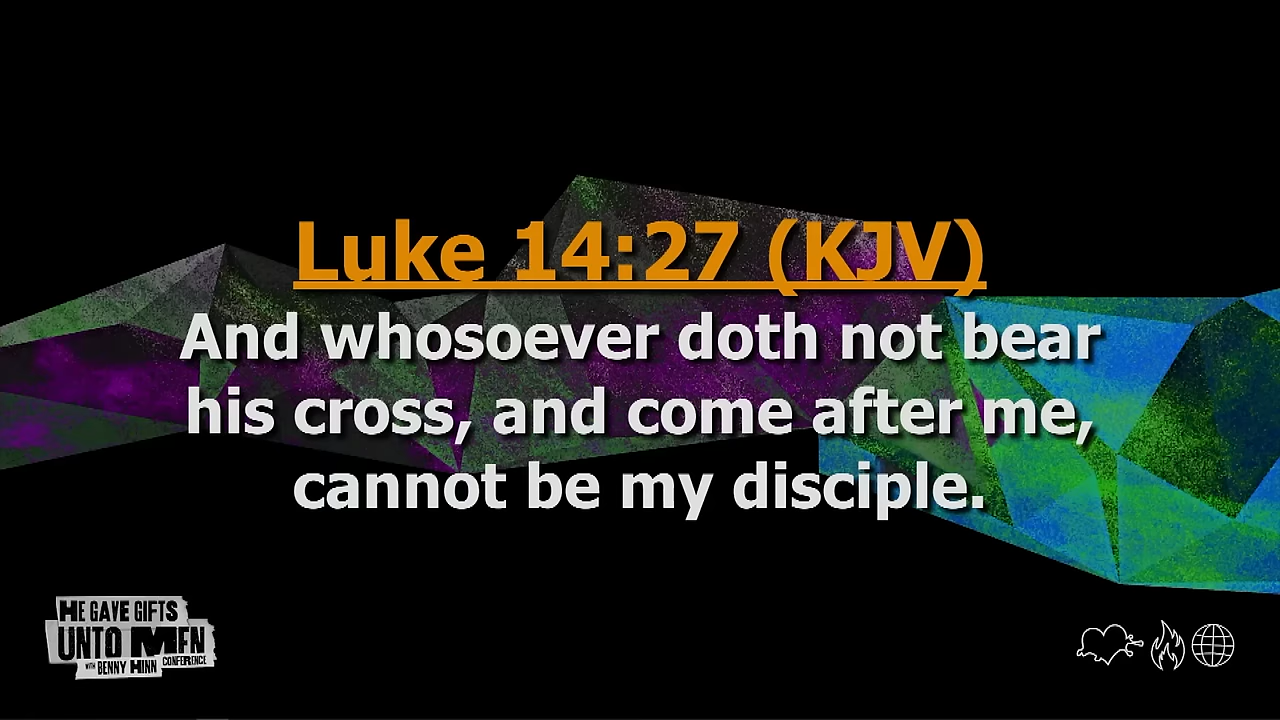 Luke 14:27 (KJV)
And whosoever doth not bear
his cross, and come after me,
cannot be my disciple.
HE GAVE GIFTS
UNTO MEN
WITH BENNY HINN CONFERENCE